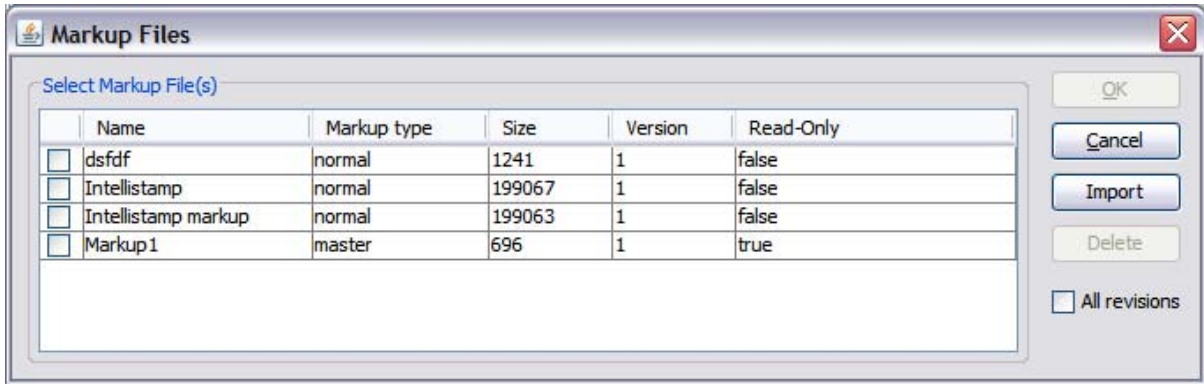 Markup Files
Select Markup File(s)
Name Markup type Size Version Read-Only
dsfdf normal 1241 1 false
Intellistamp normal 199067 1 false
Intellistamp markup normal 199063 1 false
Markup1 master 696 1 true
OK
Cancel
Import
Delete
All revisions